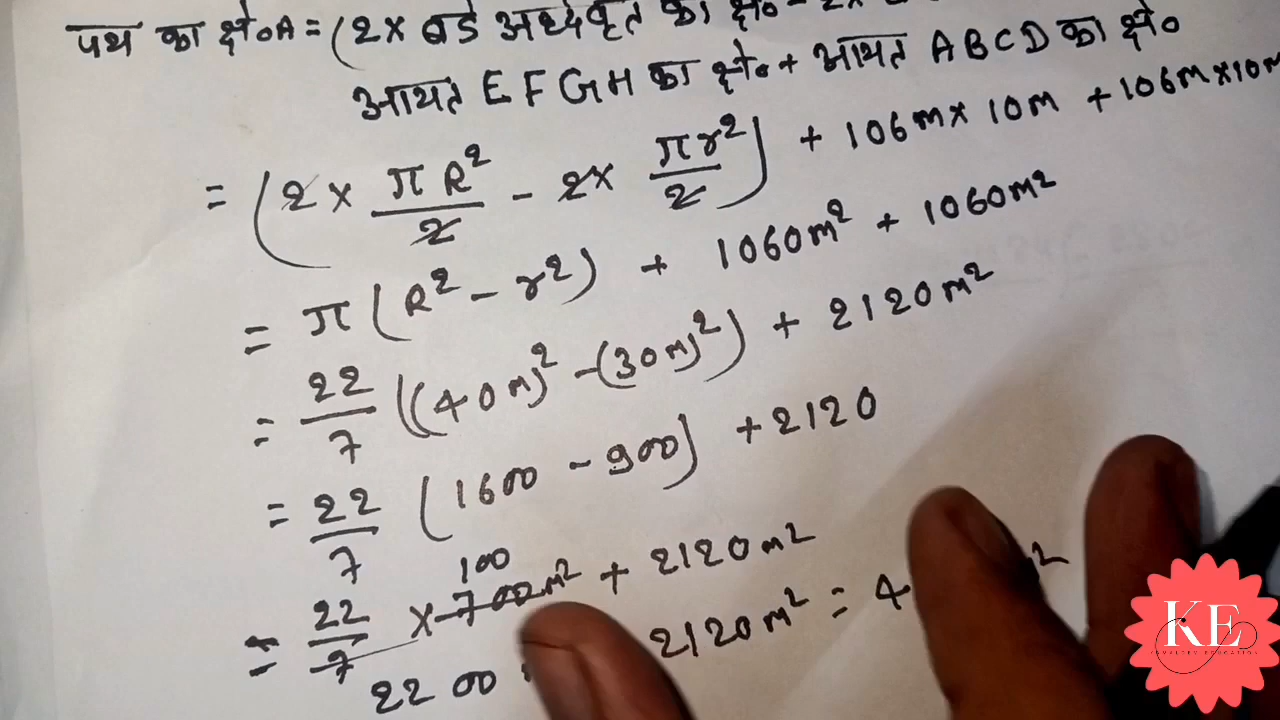 पथ का क्षे०A = (2× बडे अर्धवृत का क्षे० - 2×
आयत EFGH का क्षे० + आयत ABCD का क्षे०
= (2 × πR²/2 - 2× πr²/2) + 106m × 10m + 106m×10m
= π(R² - r²) + 1060m² + 1060m²
= 22/7 ((40m)² - (30m)²) + 2120m²
= 22/7 (1600 - 900) + 2120
100
= 22/7 × 700m² + 2120m²
2200 2120m² = 4
KE